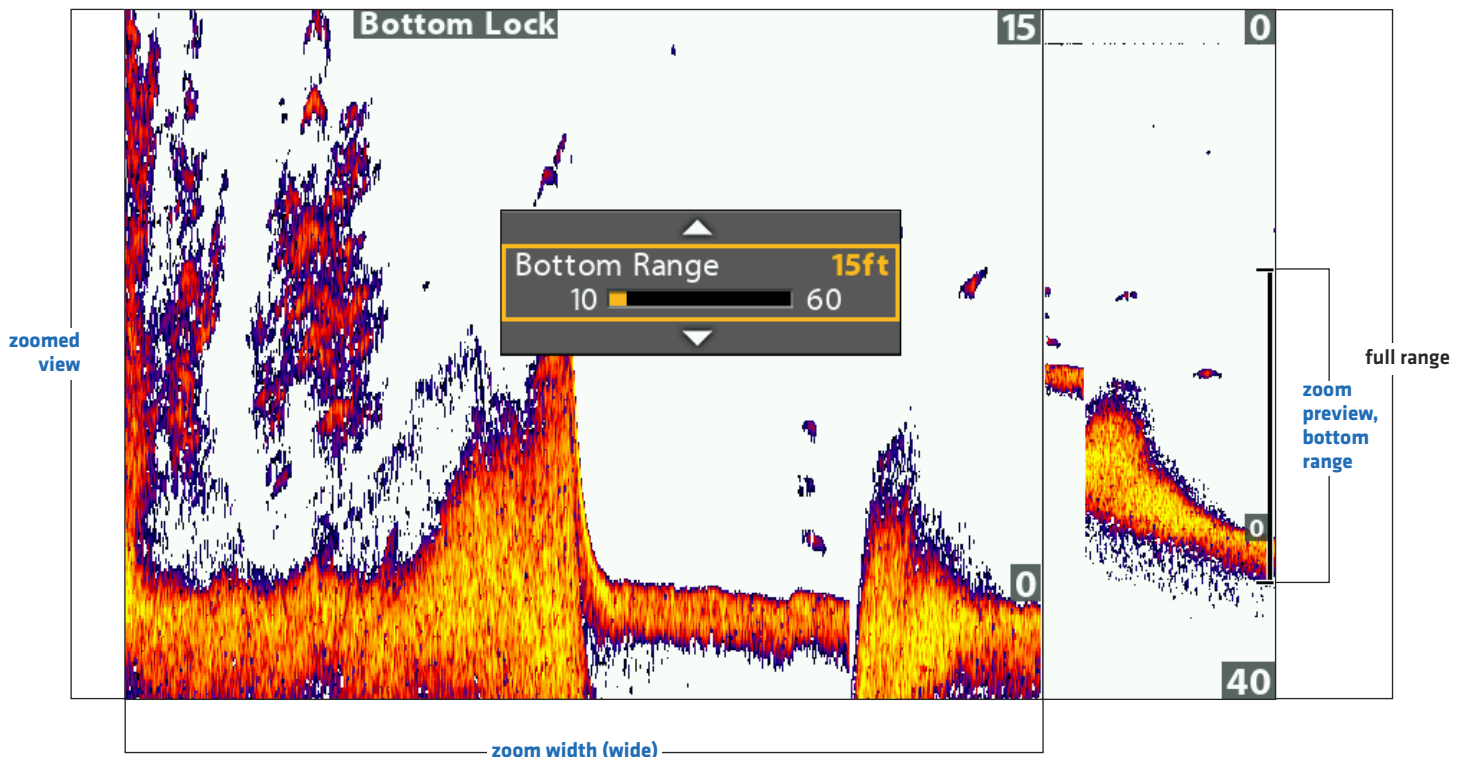 Bottom Lock
15
0
Bottom Range 15ft
10 60
zoomed
view
full range
zoom
preview,
bottom
range
0
0
40
zoom width (wide)